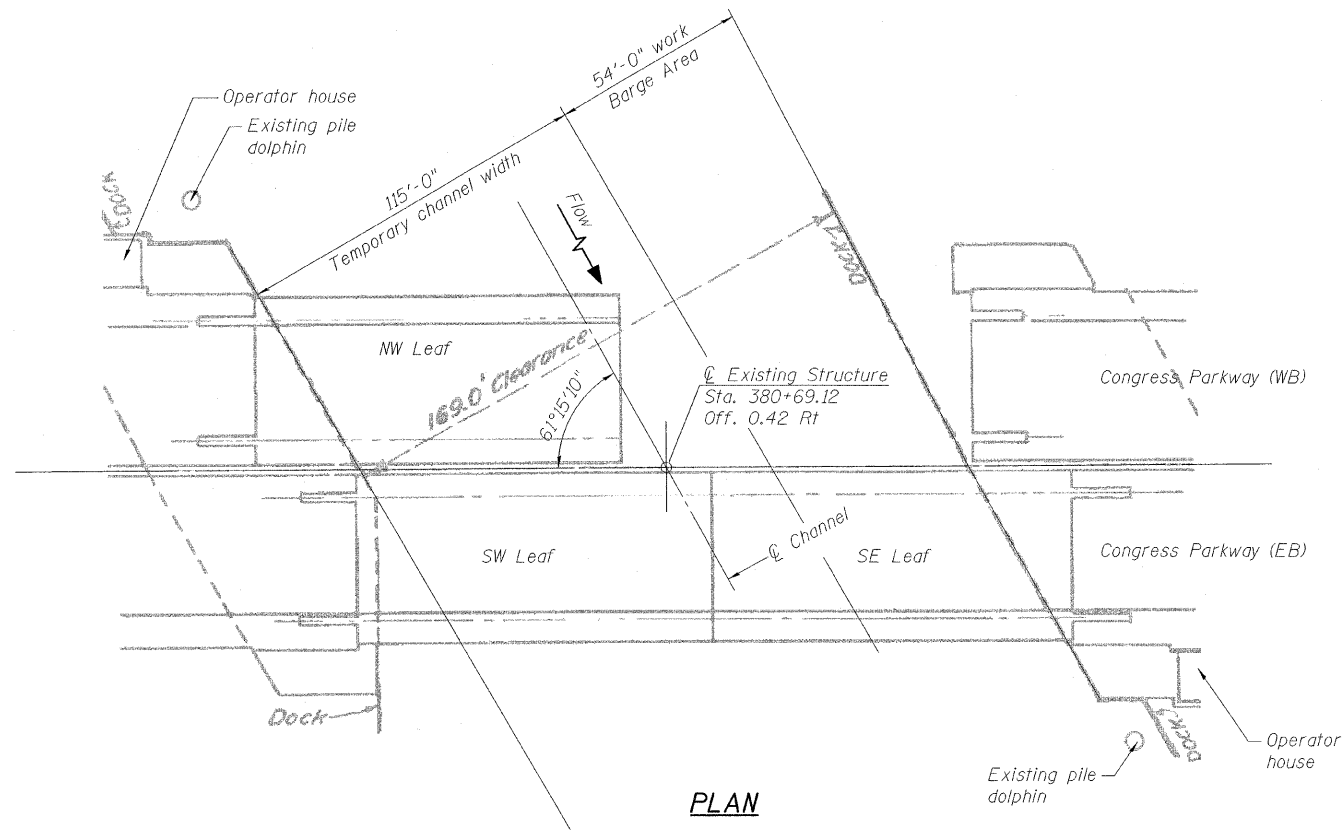 54'-0" work
Barge Area
Operator house
Existing pile
dolphin
115'-0"
Temporary channel width
Flow
DOCK
DOCK
NW Leaf
169.0' Clearance
61°15'10"
℄ Existing Structure
Sta. 380+69.12
Off. 0.42 Rt
Congress Parkway (WB)
℄ Channel
SW Leaf
SE Leaf
Congress Parkway (EB)
Dock
DOCK
Operator
house
Existing pile
dolphin
PLAN